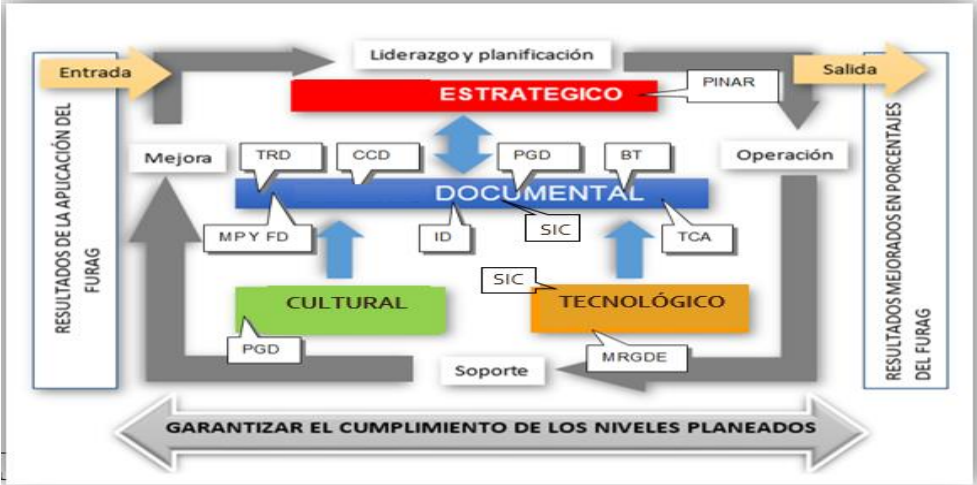 Liderazgo y planificación
Entrada
Salida
PINAR
ESTRATEGICO
RESULTADOS DE LA APLICACIÓN DEL
FURAG
Mejora
TRD
CCD
PGD
BT
Operación
DOCUMENTAL
MPY FD
ID
SIC
TCA
SIC
CULTURAL
TECNOLÓGICO
PGD
MRGDE
Soporte
RESULTADOS MEJORADOS EN PORCENTAJES
DEL FURAG
GARANTIZAR EL CUMPLIMIENTO DE LOS NIVELES PLANEADOS